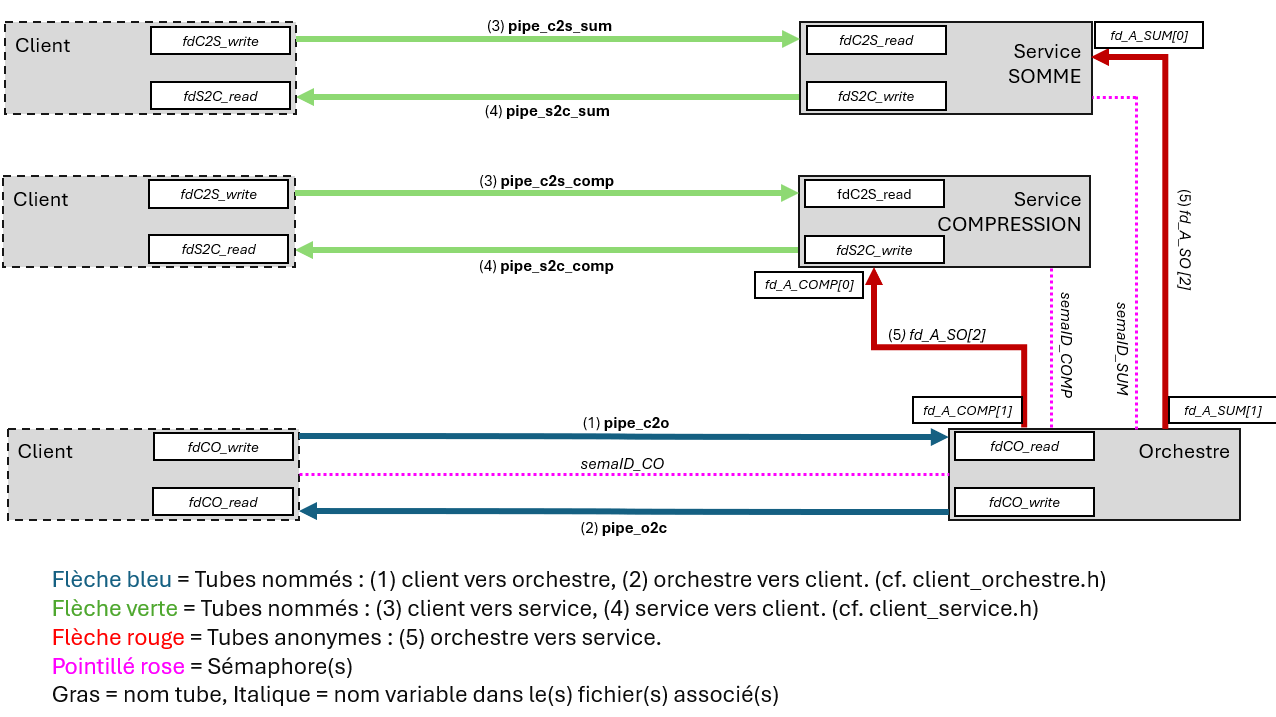 (3) pipe_c2s_sum
Client
fdC2S_write
fdC2S_read
Service
SOMME
fd_A_SUM[0]
fdS2C_read
fdS2C_write
(4) pipe_s2c_sum
(3) pipe_c2s_comp
Client
fdC2S_write
fdC2S_read
Service
COMPRESSION
fdS2C_read
fdS2C_write
(4) pipe_s2c_comp
fd_A_COMP[0]
(5) fd_A_SO [2]
semaID_COMP
semaID_SUM
(5) fd_A_SO[2]
fd_A_COMP[1]
fd_A_SUM[1]
(1) pipe_c2o
Client
fdCO_write
fdCO_read
Orchestre
semaID_CO
fdCO_read
fdCO_write
(2) pipe_o2c
Flèche bleu = Tubes nommés : (1) client vers orchestre, (2) orchestre vers client. (cf. client_orchestre.h)
Flèche verte = Tubes nommés : (3) client vers service, (4) service vers client. (cf. client_service.h)
Flèche rouge = Tubes anonymes : (5) orchestre vers service.
Pointillé rose = Sémaphore(s)
Gras = nom tube, Italique = nom variable dans le(s) fichier(s) associé(s)